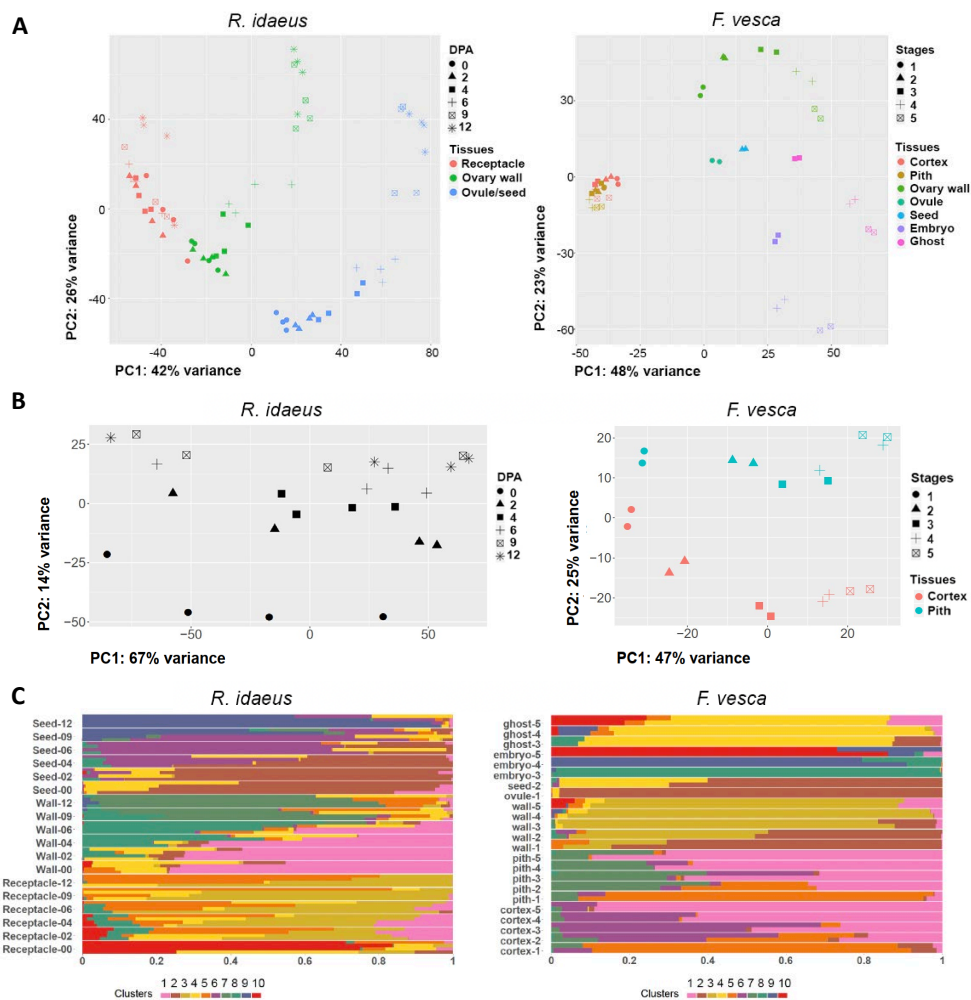 A
R. idaeus
F. vesca
PC2: 26% variance
40
0
-40
-40
0
40
80
PC1: 42% variance
DPA
0
2
4
6
9
12
Tissues
Receptacle
Ovary wall
Ovule/seed
PC2: 23% variance
30
0
-30
-60
-50
-25
0
25
50
PC1: 48% variance
Stages
1
2
3
4
5
Tissues
Cortex
Pith
Ovary wall
Ovule
Seed
Embryo
Ghost
B
R. idaeus
F. vesca
PC2: 14% variance
25
0
−25
−50
−50
0
50
PC1: 67% variance
DPA
0
2
4
6
9
12
PC2: 25% variance
20
10
0
−10
−20
−20
0
20
PC1: 47% variance
Stages
1
2
3
4
5
Tissues
Cortex
Pith
C
R. idaeus
F. vesca
Seed-12
Seed-09
Seed-06
Seed-04
Seed-02
Seed-00
Wall-12
Wall-09
Wall-06
Wall-04
Wall-02
Wall-00
Receptacle-12
Receptacle-09
Receptacle-06
Receptacle-04
Receptacle-02
Receptacle-00
0 0.2 0.4 0.6 0.8 1
Clusters
1 2 3 4 5 6 7 8 9 10
ghost-5
ghost-4
ghost-3
embryo-5
embryo-4
embryo-3
seed-2
ovule-1
wall-5
wall-4
wall-3
wall-2
wall-1
pith-5
pith-4
pith-3
pith-2
pith-1
cortex-5
cortex-4
cortex-3
cortex-2
cortex-1
0 0.2 0.4 0.6 0.8 1
Clusters
1 2 3 4 5 6 7 8 9 10